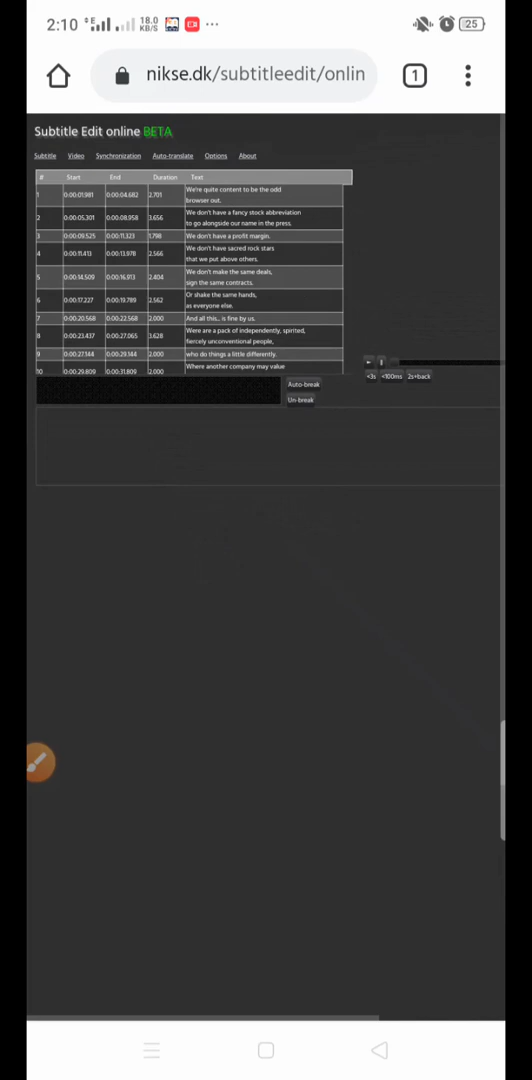 2:10 E 18.0 KB/S ... 25
nikse.dk/subtitleedit/onlin 1
Subtitle Edit online BETA
Subtitle Video Synchronization Auto-translate Options About
# Start End Duration Text
1 0:00:01.981 0:00:04.682 2.701 We're quite content to be the odd
browser out.
2 0:00:05.301 0:00:08.958 3.656 We don't have a fancy stock abbreviation
to go alongside our name in the press.
3 0:00:09.525 0:00:11.323 1.798 We don't have a profit margin.
4 0:00:11.413 0:00:13.978 2.566 We don't have sacred rock stars
that we put above others.
5 0:00:14.509 0:00:16.913 2.404 We don't make the same deals,
sign the same contracts.
6 0:00:17.227 0:00:19.789 2.562 Or shake the same hands,
as everyone else.
7 0:00:20.568 0:00:22.568 2.000 And all this... is fine by us.
8 0:00:23.437 0:00:27.065 3.628 Were are a pack of independently, spirited,
fiercely unconventional people,
9 0:00:27.144 0:00:29.144 2.000 who do things a little differently.
10 0:00:29.809 0:00:31.809 2.000 Where another company may value
<3s <100ms 2s+back
Auto-break
Un-break